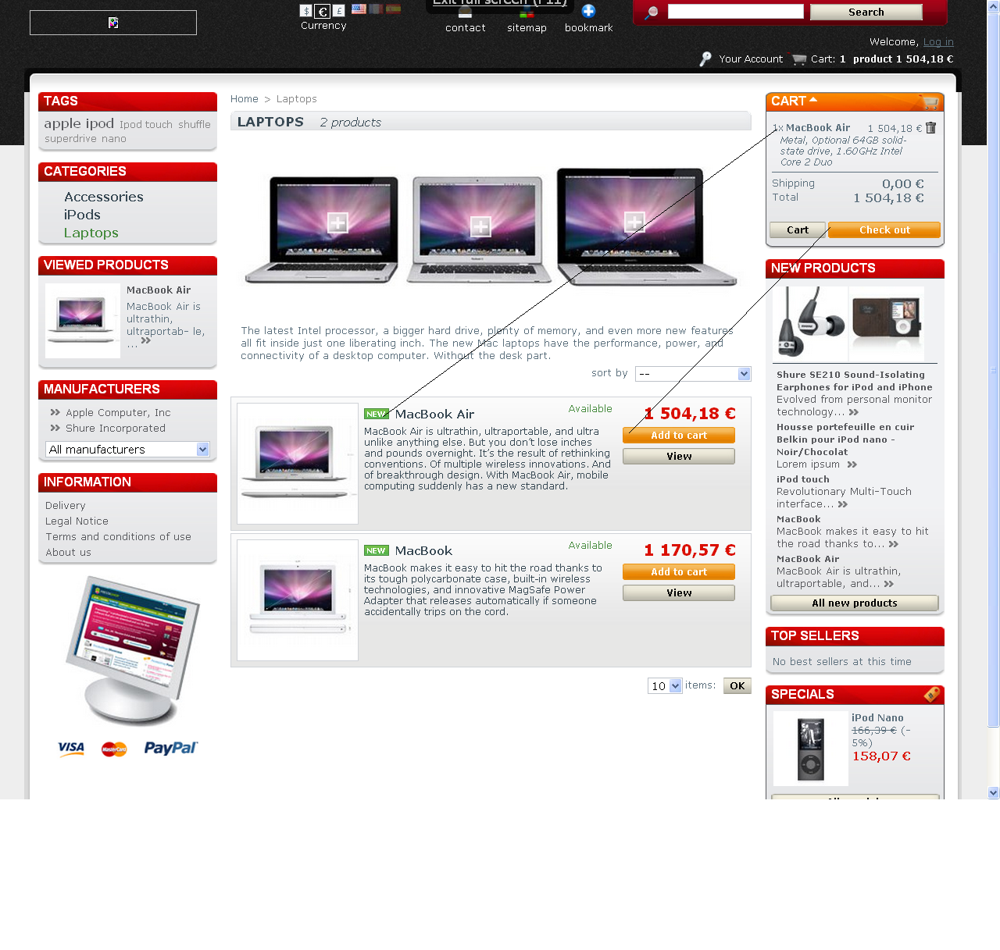 Exit full screen (F11)
$ € £
Currency
contact sitemap bookmark
Search
Welcome, Log in
Your Account Cart: 1 product 1 504,18 €
TAGS
apple ipod Ipod touch shuffle
superdrive nano
CATEGORIES
Accessories
iPods
Laptops
VIEWED PRODUCTS
MacBook Air
MacBook Air is
ultrathin,
ultraportab- le,
...
MANUFACTURERS
Apple Computer, Inc
Shure Incorporated
All manufacturers
INFORMATION
Delivery
Legal Notice
Terms and conditions of use
About us
VISA MasterCard PayPal
Home > Laptops
LAPTOPS 2 products
The latest Intel processor, a bigger hard drive, plenty of memory, and even more new features
all fit inside just one liberating inch. The new Mac laptops have the performance, power, and
connectivity of a desktop computer. Without the desk part.
sort by --
NEW MacBook Air
Available
1 504,18 €
MacBook Air is ultrathin, ultraportable, and ultra
unlike anything else. But you don't lose inches
and pounds overnight. It's the result of rethinking
conventions. Of multiple wireless innovations. And
of breakthrough design. With MacBook Air, mobile
computing suddenly has a new standard.
Add to cart
View
NEW MacBook
Available
1 170,57 €
MacBook makes it easy to hit the road thanks to
its tough polycarbonate case, built-in wireless
technologies, and innovative MagSafe Power
Adapter that releases automatically if someone
accidentally trips on the cord.
Add to cart
View
10 items: OK
CART
1x MacBook Air 1 504,18 €
Metal, Optional 64GB solid-
state drive, 1.60GHz Intel
Core 2 Duo
Shipping 0,00 €
Total 1 504,18 €
Cart Check out
NEW PRODUCTS
Shure SE210 Sound-Isolating
Earphones for iPod and iPhone
Evolved from personal monitor
technology...
Housse portefeuille en cuir
Belkin pour iPod nano -
Noir/Chocolat
Lorem ipsum
iPod touch
Revolutionary Multi-Touch
interface...
MacBook
MacBook makes it easy to hit
the road thanks to...
MacBook Air
MacBook Air is ultrathin,
ultraportable, and...
All new products
TOP SELLERS
No best sellers at this time
SPECIALS
iPod Nano
166,39 € (-
5%)
158,07 €